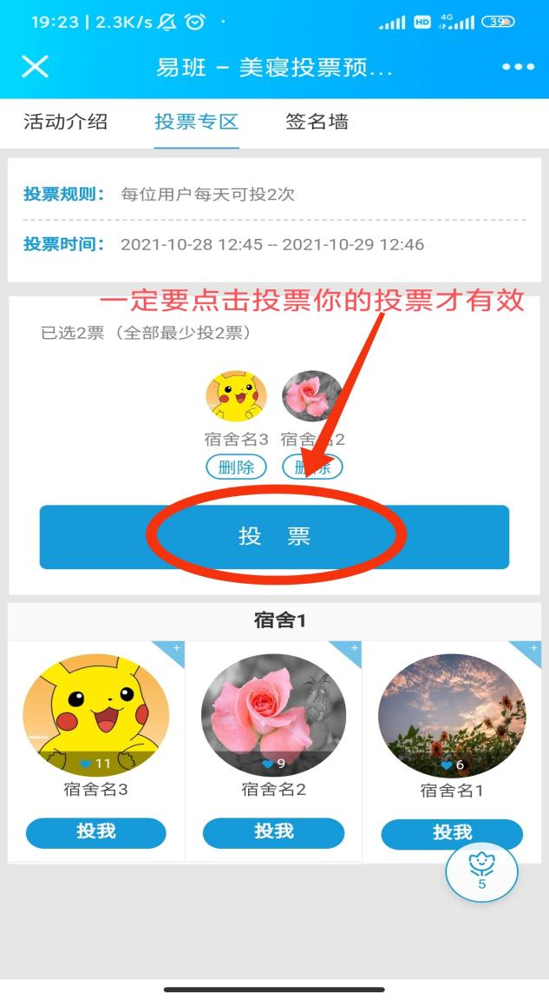 19:23 | 2.3K/s
HD 4G 39
易班 – 美寝投票预...
活动介绍 投票专区 签名墙
投票规则： 每位用户每天可投2次
投票时间： 2021-10-28 12:45 -- 2021-10-29 12:46
一定要点击投票你的投票才有效
已选2票（全部最少投2票）
宿舍名3 宿舍名2
删除 删除
投 票
宿舍1
+ + +
11 9 6
宿舍名3 宿舍名2 宿舍名1
投我 投我 投我
5